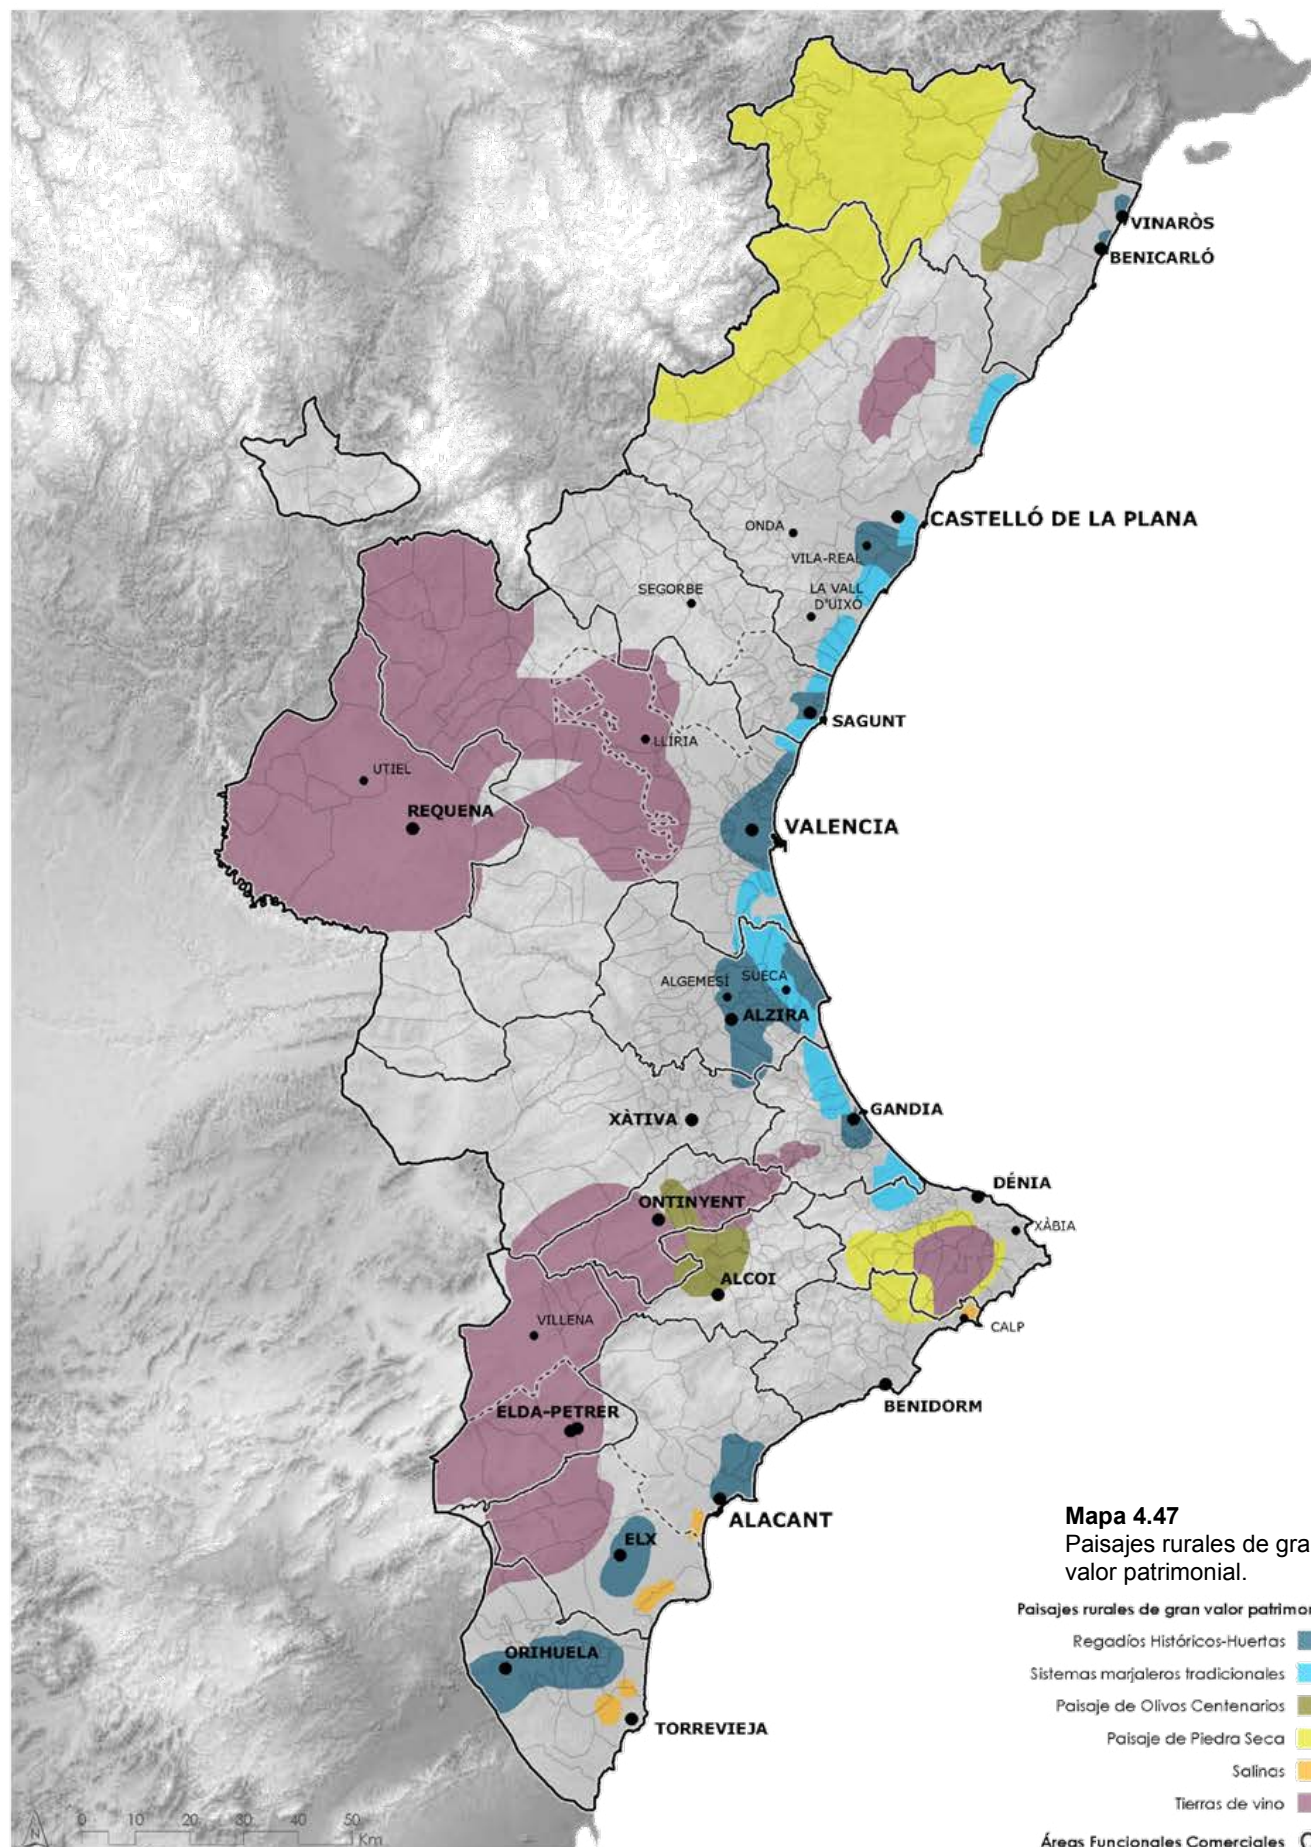 VINARÒS
BENICARLÓ
CASTELLÓ DE LA PLANA
ONDA
VILA-REAL
SEGORBE
LA VALL
D'UIXÓ
SAGUNT
LLÍRIA
UTIEL
REQUENA
VALENCIA
ALGEMESÍ
SUECA
ALZIRA
GANDIA
XÀTIVA
DÉNIA
ONTINYENT
XÀBIA
ALCOI
VILLENA
CALP
BENIDORM
ELDA-PETRER
ALACANT
ELX
ORIHUELA
TORREVIEJA
Mapa 4.47
Paisajes rurales de gra
valor patrimonial.
Paisajes rurales de gran valor patrimon
Regadíos Históricos-Huertas
Sistemas marjaleros tradicionales
Paisaje de Olivos Centenarios
Paisaje de Piedra Seca
Salinas
Tierras de vino
Áreas Funcionales Comerciales
N 0 10 20 30 40 50
Km